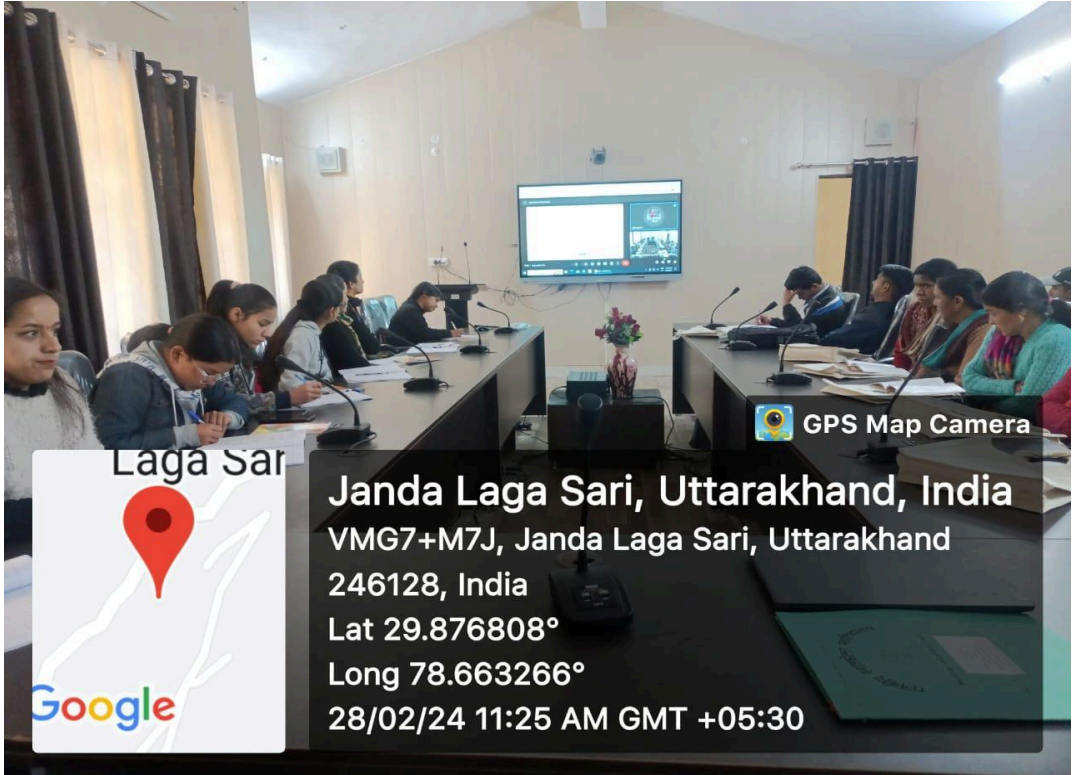 GPS Map Camera
Laga Sar
Janda Laga Sari, Uttarakhand, India
VMG7+M7J, Janda Laga Sari, Uttarakhand
246128, India
Lat 29.876808°
Long 78.663266°
28/02/24 11:25 AM GMT +05:30
Google